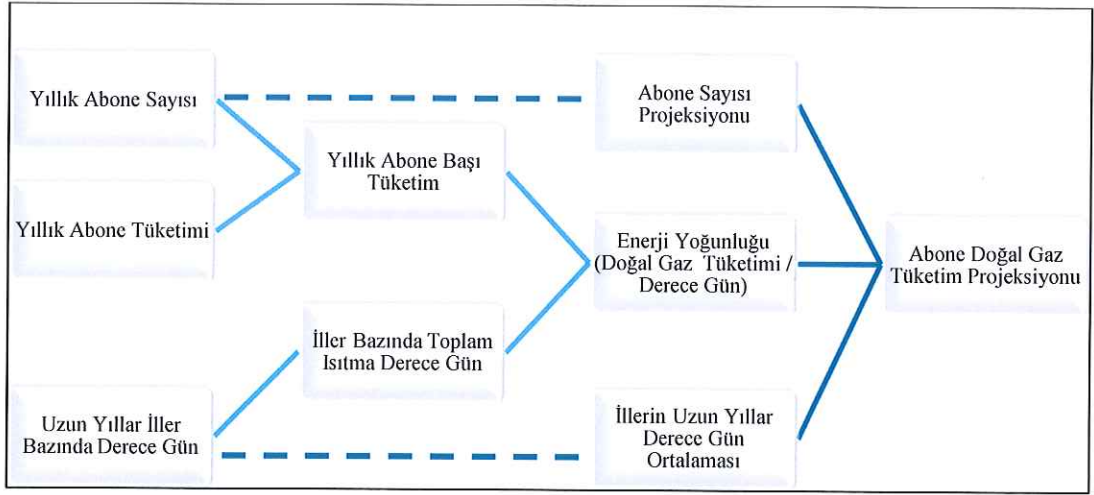 Yıllık Abone Sayısı
Yıllık Abone Tüketimi
Uzun Yıllar İller
Bazında Derece Gün
Yıllık Abone Başı
Tüketim
İller Bazında Toplam
Isıtma Derece Gün
Abone Sayısı
Projeksiyonu
Enerji Yoğunluğu
(Doğal Gaz Tüketimi /
Derece Gün)
İllerin Uzun Yıllar
Derece Gün
Ortalaması
Abone Doğal Gaz
Tüketim Projeksiyonu